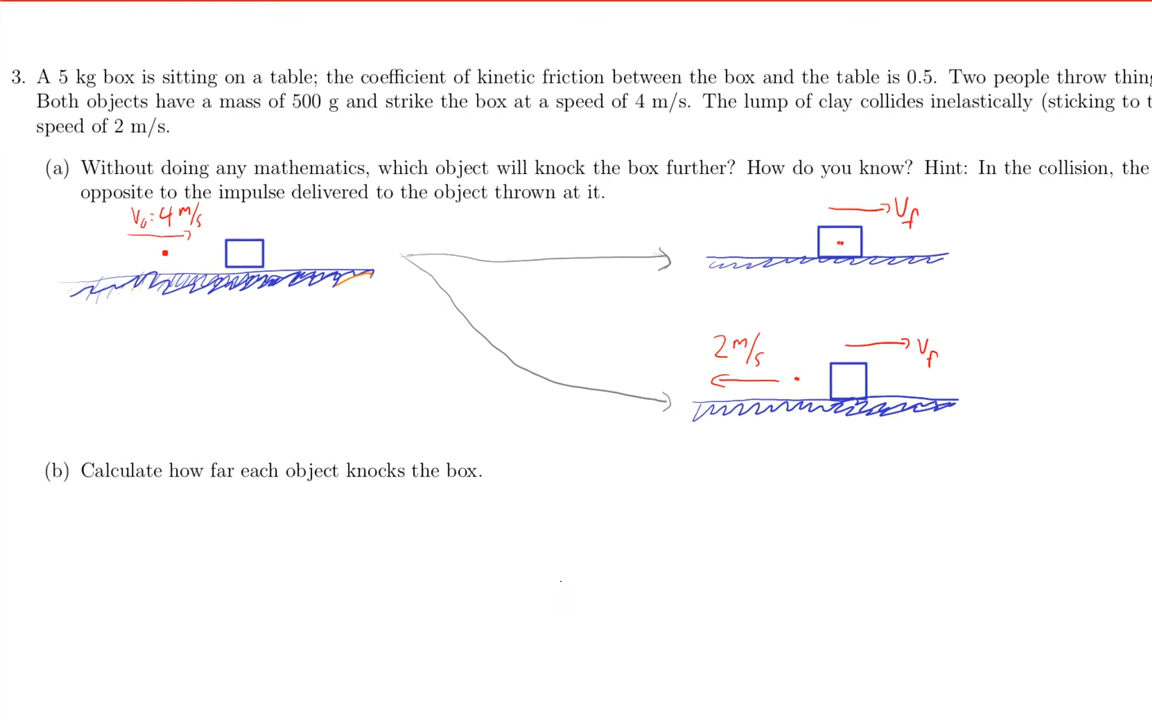 3. A 5 kg box is sitting on a table; the coefficient of kinetic friction between the box and the table is 0.5. Two people throw
Both objects have a mass of 500 g and strike the box at a speed of 4 m/s. The lump of clay collides inelastically (sticking to
speed of 2 m/s.
(a) Without doing any mathematics, which object will knock the box further? How do you know? Hint: In the collision, the
opposite to the impulse delivered to the object thrown at it.
V₀=4 m/s
Vf
2 m/s
Vf
(b) Calculate how far each object knocks the box.